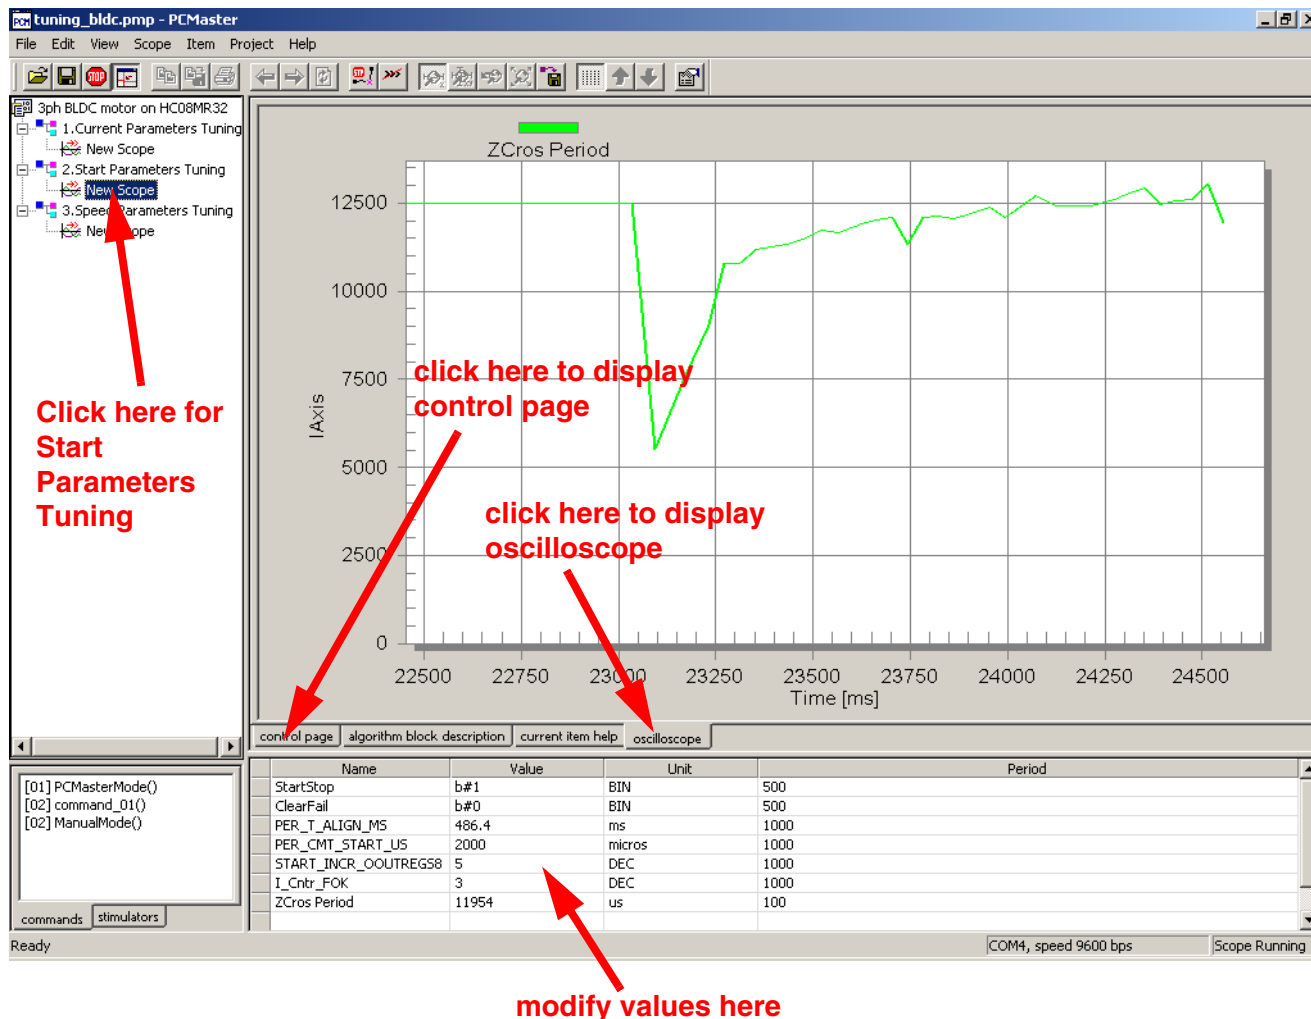 tuning_bldc.pmp - PCMaster
File Edit View Scope Item Project Help
3ph BLDC motor on HC08MR32
1.Current Parameters Tuning
New Scope
2.Start Parameters Tuning
New Scope
3.Speed Parameters Tuning
New Scope
Click here for
Start
Parameters
Tuning
ZCros Period
12500
10000
7500
5000
2500
0
IAxis
22500 22750 23000 23250 23500 23750 24000 24250 24500
Time [ms]
click here to display
control page
click here to display
oscilloscope
control page algorithm block description current item help oscilloscope
[01] PCMasterMode()
[02] command_01()
[02] ManualMode()
commands stimulators
Name Value Unit Period
StartStop b#1 BIN 500
ClearFail b#0 BIN 500
PER_T_ALIGN_MS 486.4 ms 1000
PER_CMT_START_US 2000 micros 1000
START_INCR_OOUTREGS8 5 DEC 1000
I_Cntr_FOK 3 DEC 1000
ZCros Period 11954 us 100
Ready COM4, speed 9600 bps Scope Running
modify values here